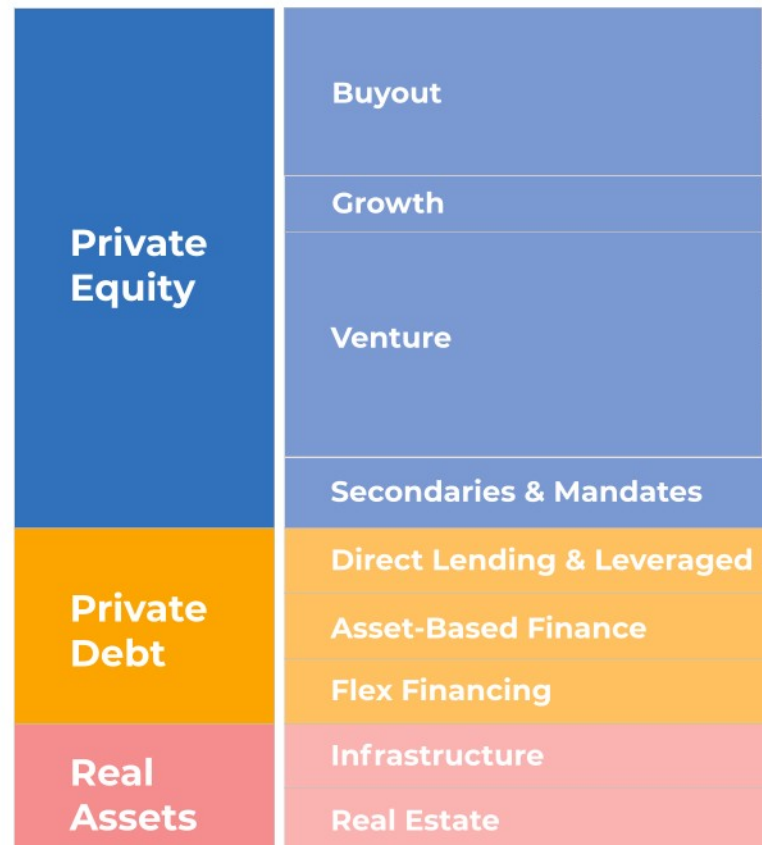 Private
Equity
Buyout
Growth
Venture
Secondaries & Mandates
Private
Debt
Direct Lending & Leveraged
Asset-Based Finance
Flex Financing
Real
Assets
Infrastructure
Real Estate